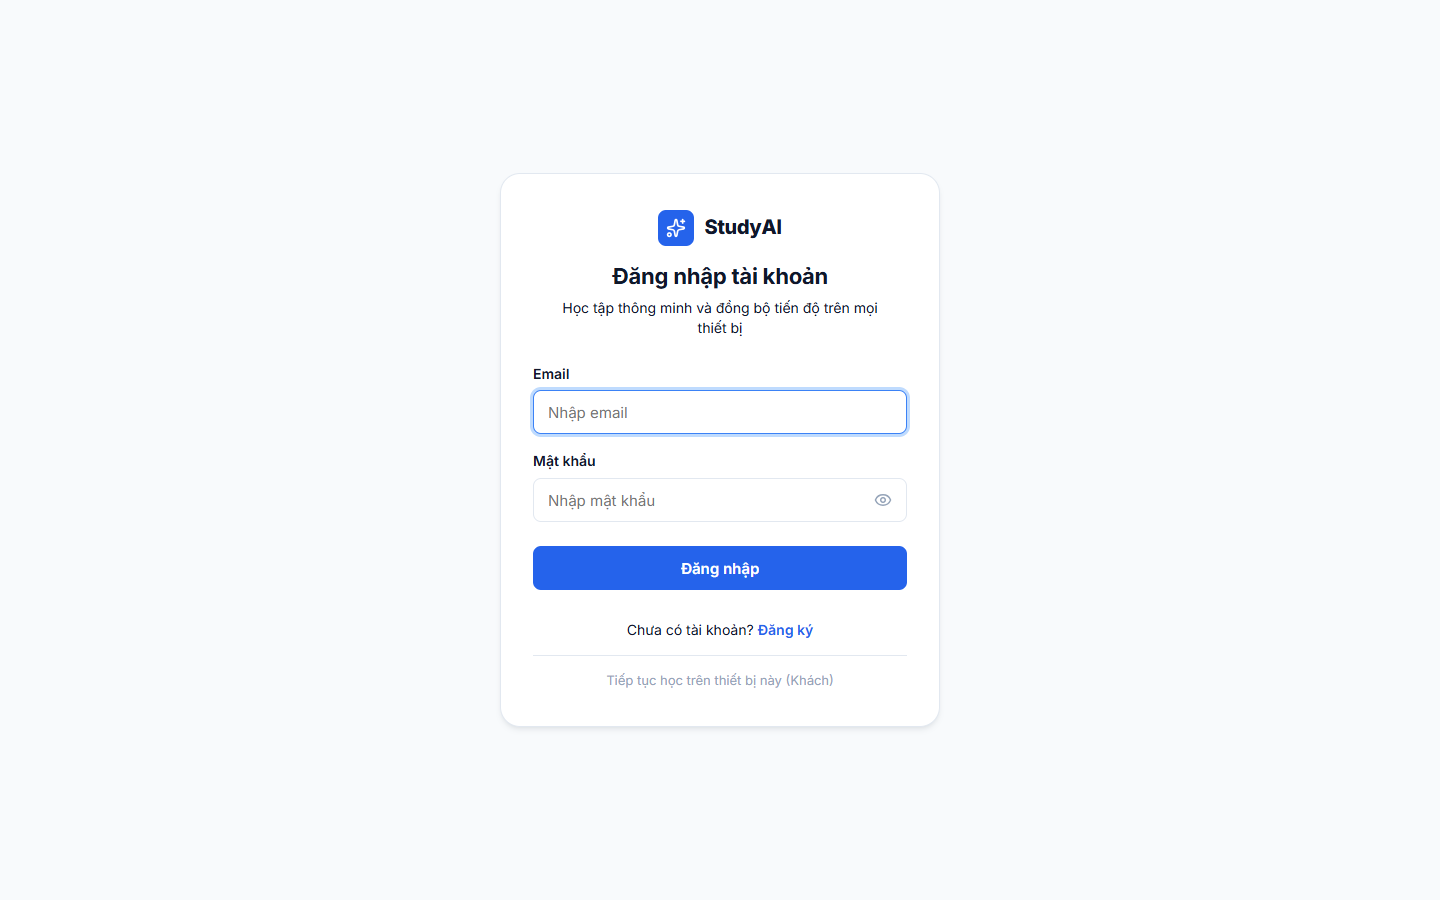 StudyAI
Đăng nhập tài khoản
Học tập thông minh và đồng bộ tiến độ trên mọi
thiết bị
Email
Nhập email
Mật khẩu
Nhập mật khẩu
Đăng nhập
Chưa có tài khoản? Đăng ký
Tiếp tục học trên thiết bị này (Khách)